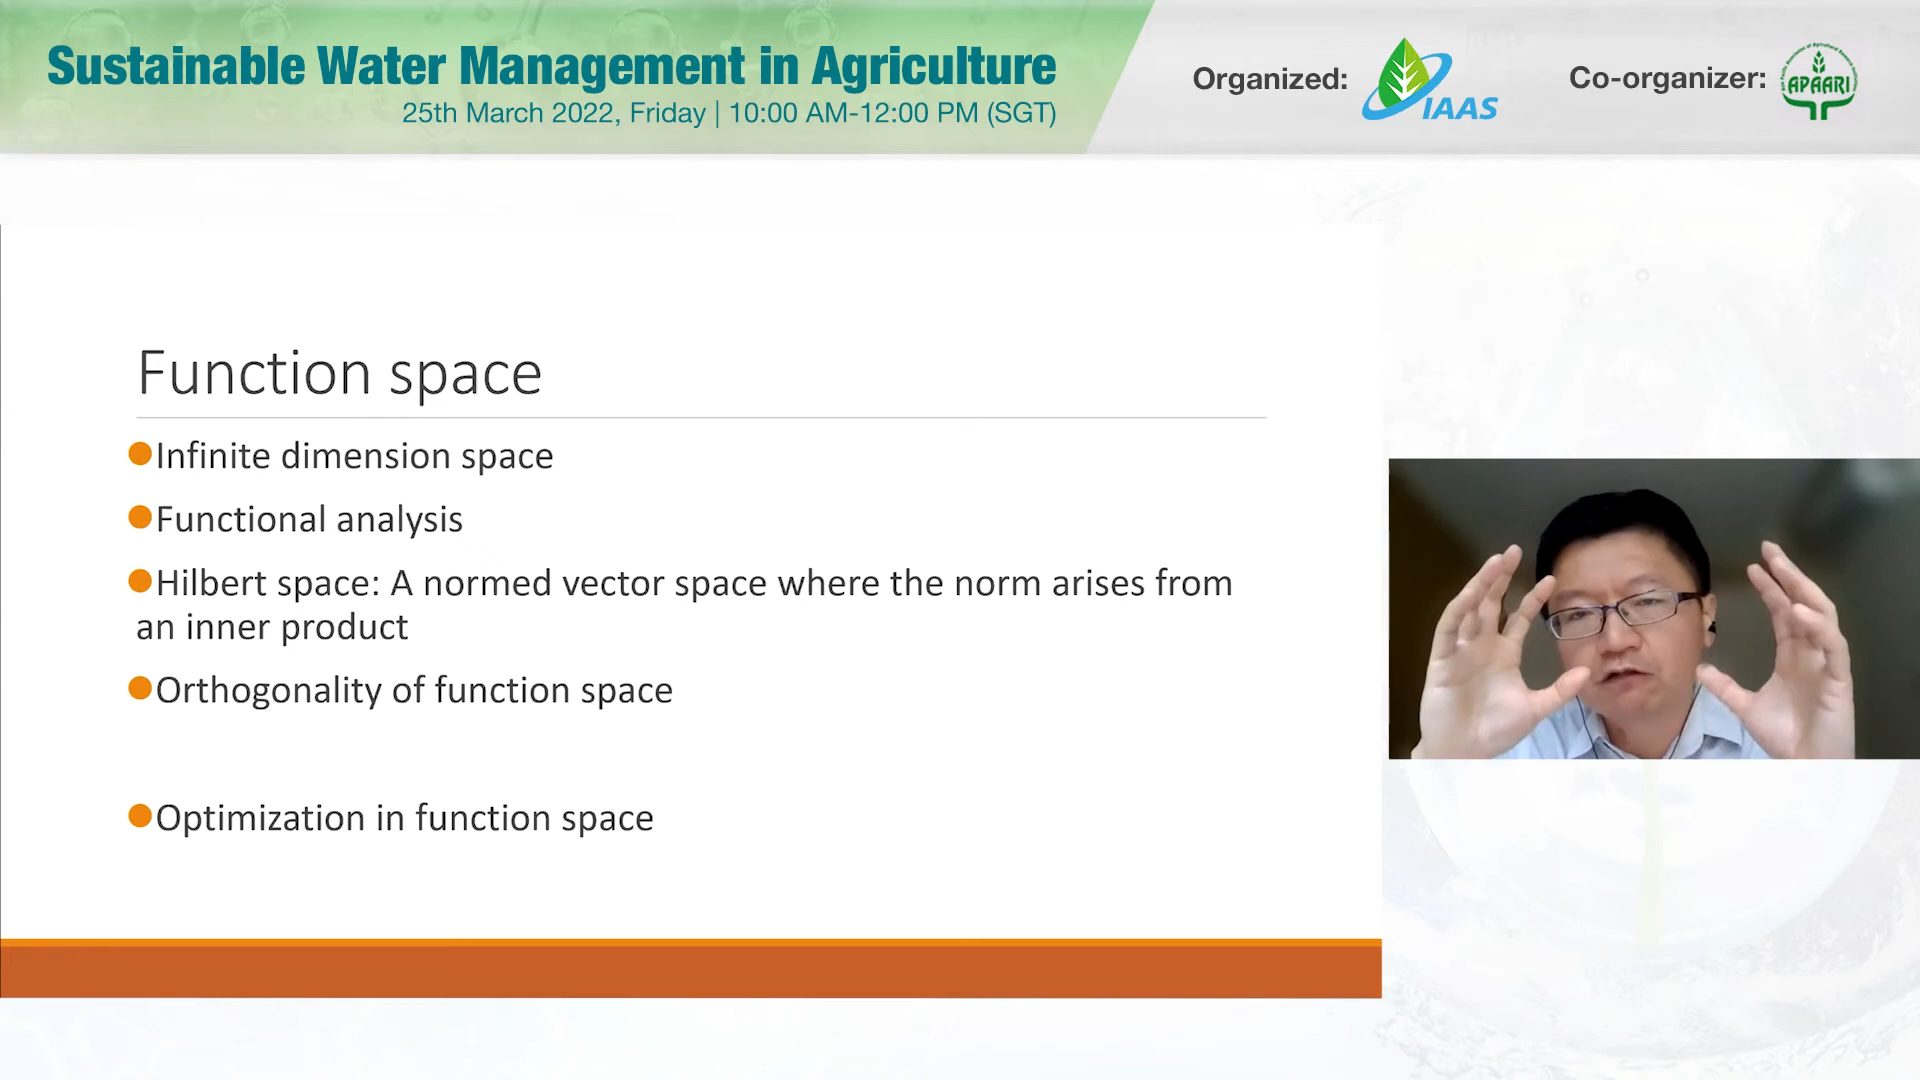 Sustainable Water Management in Agriculture
25th March 2022, Friday | 10:00 AM-12:00 PM (SGT)
Organized:
IAAS
Co-organizer:
APAARI
Function space
Infinite dimension space
Functional analysis
Hilbert space: A normed vector space where the norm arises from
an inner product
Orthogonality of function space
Optimization in function space